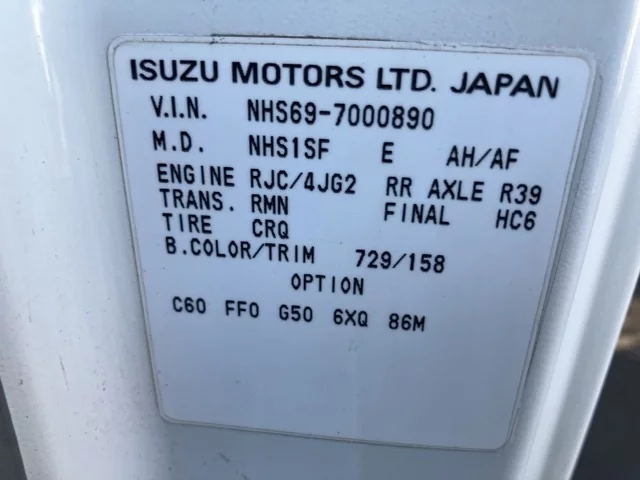 ISUZU MOTORS LTD. JAPAN
V.I.N. NHS69-7000890
M.D. NHS1SF E AH/AF
ENGINE RJC/4JG2 RR AXLE R39
TRANS. RMN FINAL HC6
TIRE CRQ
B.COLOR/TRIM 729/158
OPTION
C60 FF0 G50 6XQ 86M